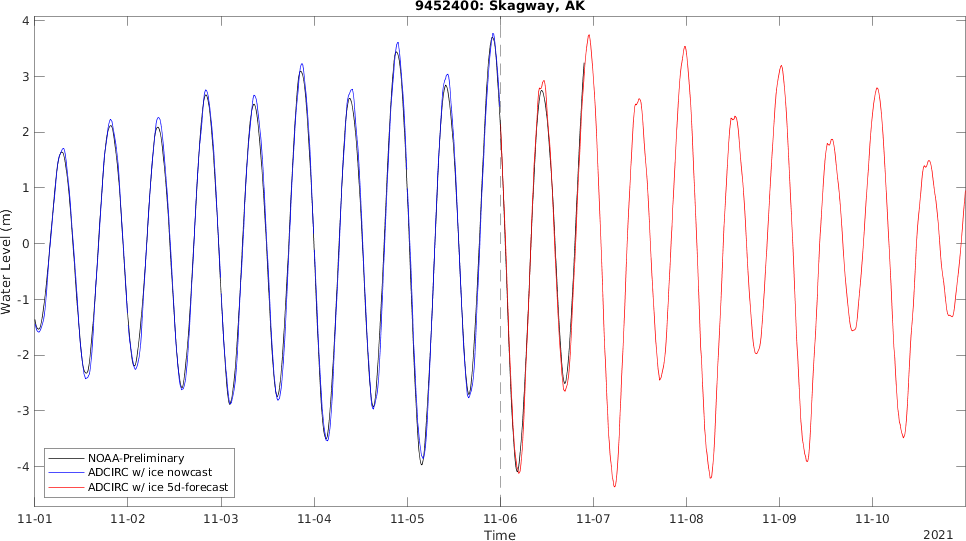 9452400: Skagway, AK
Water Level (m)
4
3
2
1
0
-1
-2
-3
-4
NOAA-Preliminary
ADCIRC w/ ice nowcast
ADCIRC w/ ice 5d-forecast
11-01 11-02 11-03 11-04 11-05 11-06 11-07 11-08 11-09 11-10
Time
2021